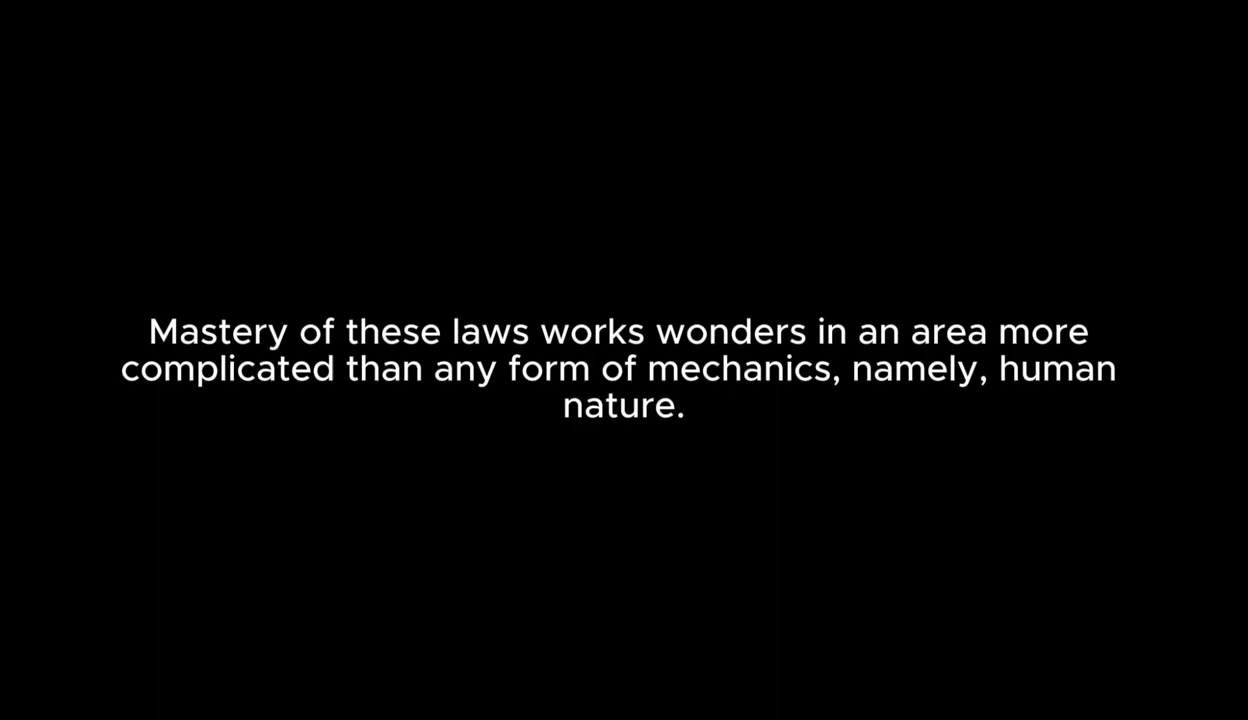 Mastery of these laws works wonders in an area more
complicated than any form of mechanics, namely, human
nature.